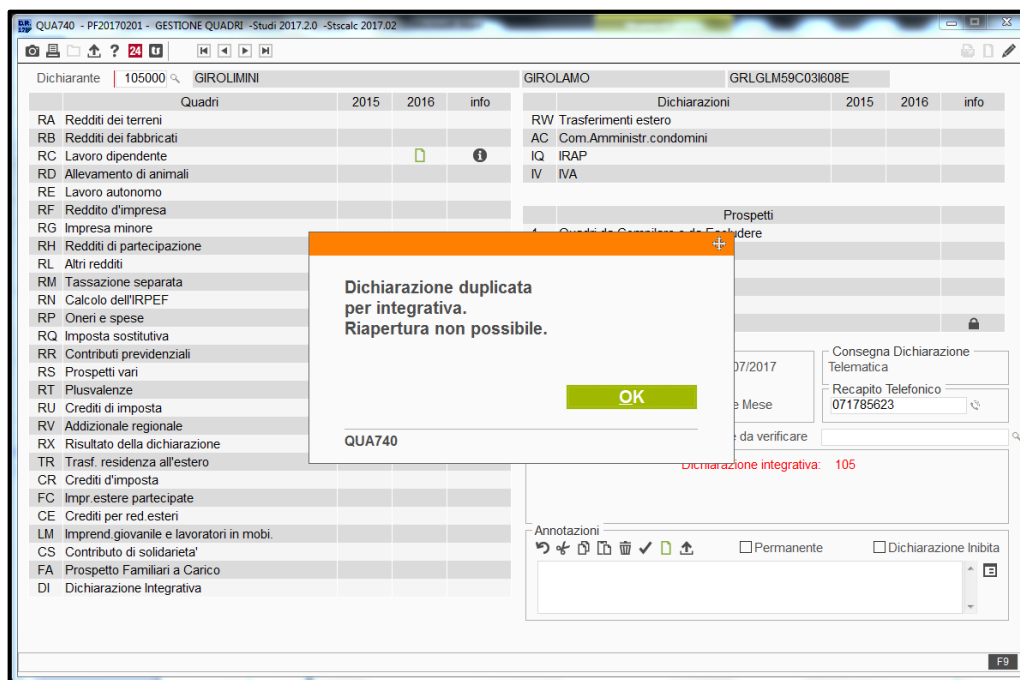 QUA740 - PF20170201 - GESTIONE QUADRI -Studi 2017.2.0 -Stscalc 2017.02
? 24
Dichiarante 105000 GIROLIMINI GIROLAMO GRLGLM59C03I608E
Quadri 2015 2016 info
RA Redditi dei terreni
RB Redditi dei fabbricati
RC Lavoro dipendente
RD Allevamento di animali
RE Lavoro autonomo
RF Reddito d'impresa
RG Impresa minore
RH Redditi di partecipazione
RL Altri redditi
RM Tassazione separata
RN Calcolo dell'IRPEF
RP Oneri e spese
RQ Imposta sostitutiva
RR Contributi previdenziali
RS Prospetti vari
RT Plusvalenze
RU Crediti di imposta
RV Addizionale regionale
RX Risultato della dichiarazione
TR Trasf. residenza all'estero
CR Crediti d'imposta
FC Impr.estere partecipate
CE Crediti per red.esteri
LM Imprend.giovanile e lavoratori in mobi.
CS Contributo di solidarieta'
FA Prospetto Familiari a Carico
DI Dichiarazione Integrativa
Dichiarazioni 2015 2016 info
RW Trasferimenti estero
AC Com.Amministr.condomini
IQ IRAP
IV IVA
Prospetti
Dichiarazione duplicata
per integrativa.
Riapertura non possibile.
OK
QUA740
07/2017
e Mese
Consegna Dichiarazione
Telematica
Recapito Telefonico
071785623
da verificare
Dichiarazione integrativa: 105
Annotazioni
Permanente Dichiarazione Inibita
F9